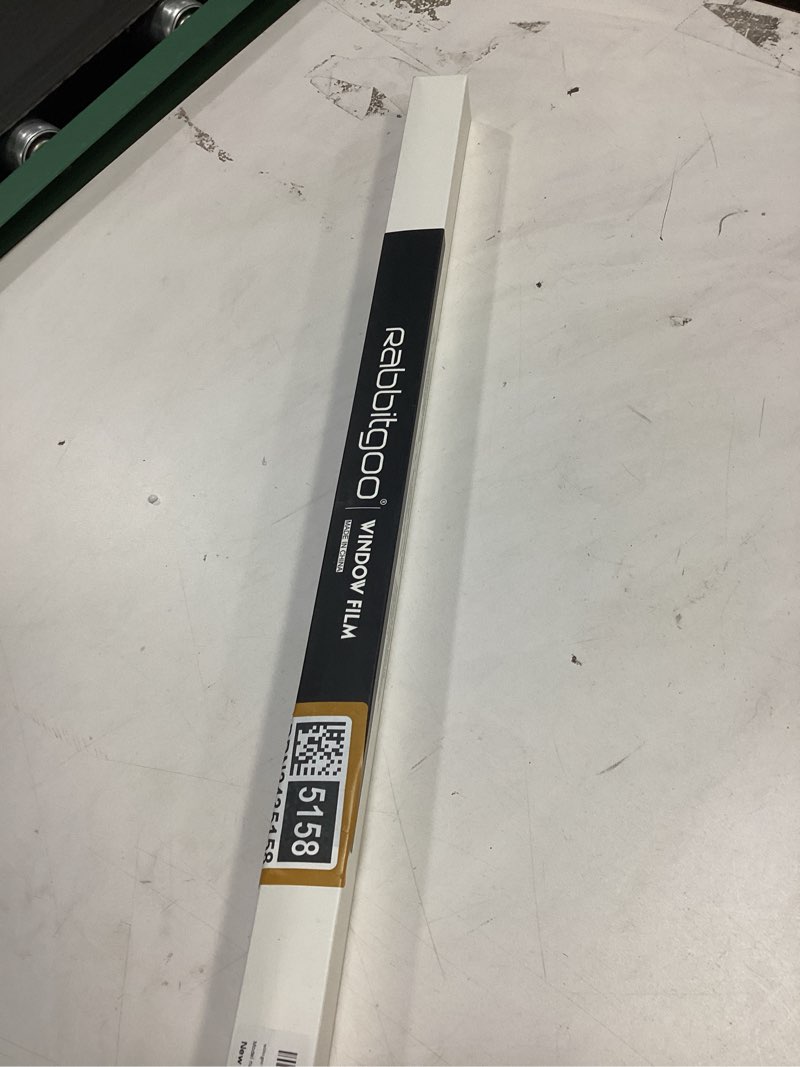 Rabbitgoo®
WINDOW FILM
MADE IN CHINA
5158
New